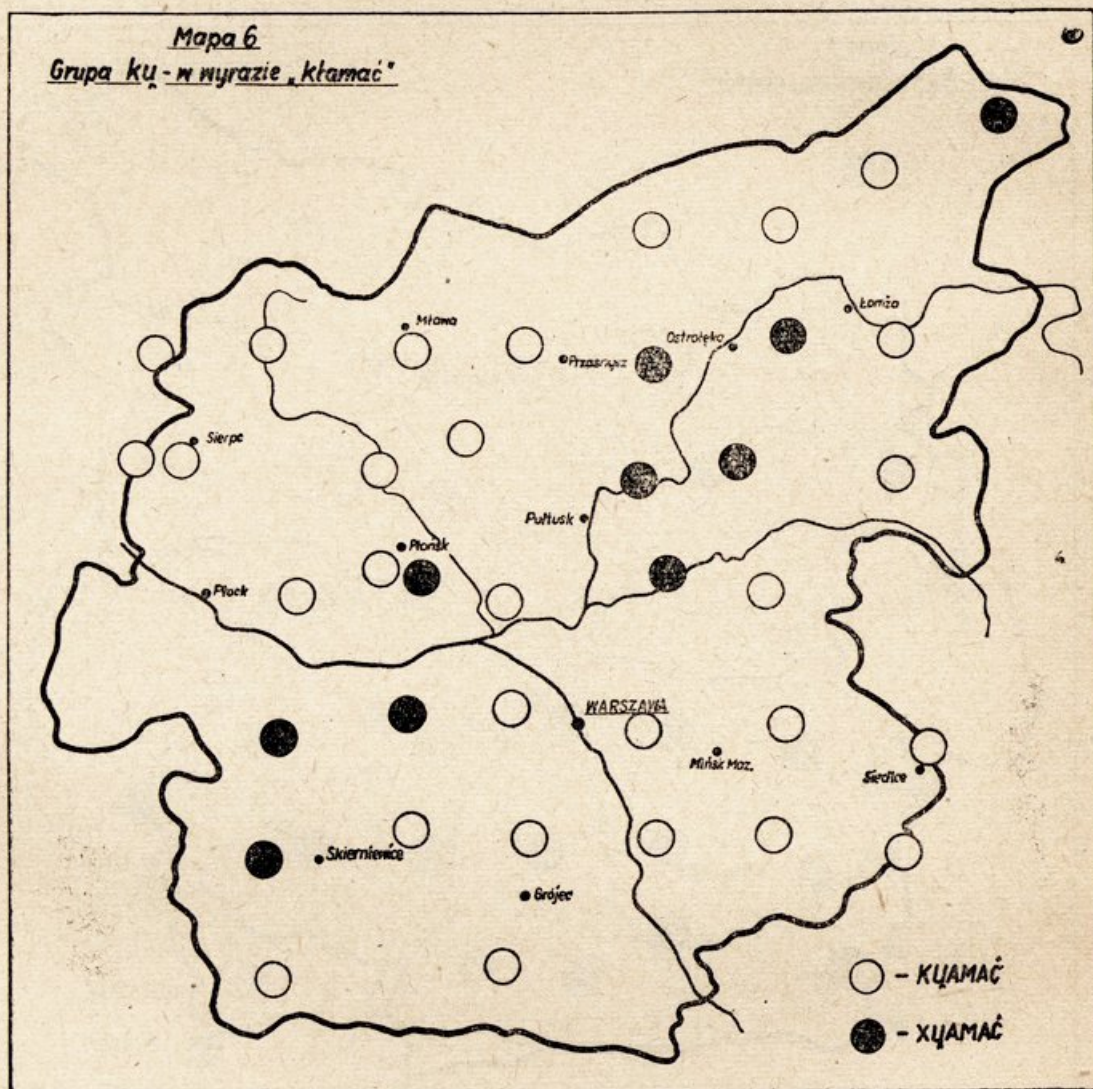 Mapa 6
Grupa ku̯ - w wyrazie „kłamać"
Mława
Łomża
Ostrołęka
Przasnysz
Sierpc
Pułtusk
Płońsk
Płock
WARSZAWA
Mińsk Maz.
Siedlce
Skierniewice
Grójec
- KU̯AMAĆ
- XU̯AMAĆ